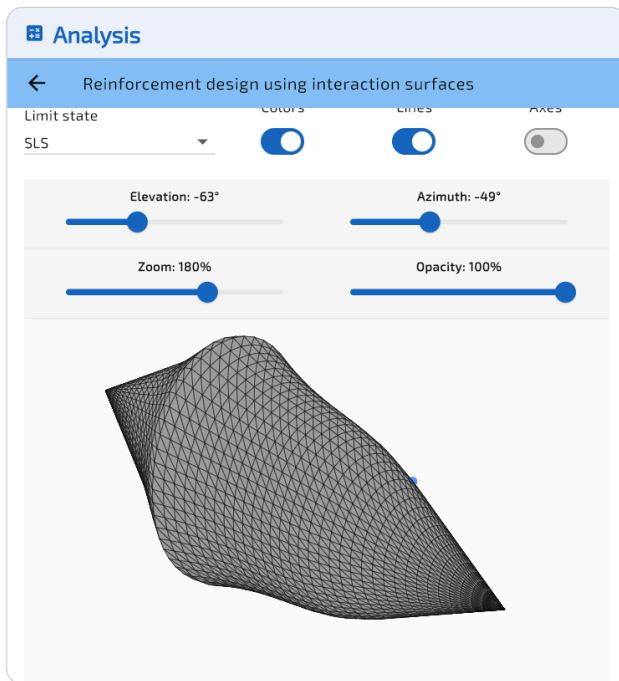 Analysis
Reinforcement design using interaction surfaces
Limit state
Colors
Lines
Axes
SLS
Elevation: -63°
Azimuth: -49°
Zoom: 180%
Opacity: 100%